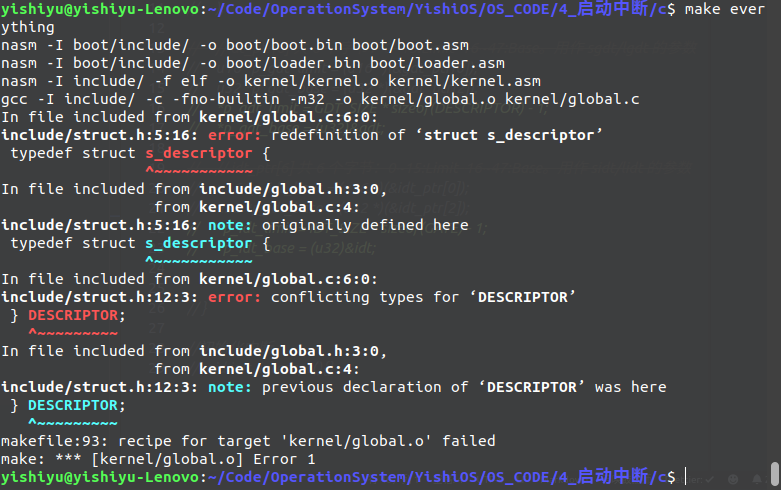 yishiyu@yishiyu-Lenovo:~/Code/OperationSystem/YishiOS/OS_CODE/4_启动中断/c$ make ever
ything
nasm -I boot/include/ -o boot/boot.bin boot/boot.asm
nasm -I boot/include/ -o boot/loader.bin boot/loader.asm
nasm -I include/ -f elf -o kernel/kernel.o kernel/kernel.asm
gcc -I include/ -c -fno-builtin -m32 -o kernel/global.o kernel/global.c
In file included from kernel/global.c:6:0:
include/struct.h:5:16: error: redefinition of ‘struct s_descriptor’
 typedef struct s_descriptor {
                ^~~~~~~~~~~~
In file included from include/global.h:3:0,
                 from kernel/global.c:4:
include/struct.h:5:16: note: originally defined here
 typedef struct s_descriptor {
                ^~~~~~~~~~~~
In file included from kernel/global.c:6:0:
include/struct.h:12:3: error: conflicting types for ‘DESCRIPTOR’
 } DESCRIPTOR;
   ^~~~~~~~~~
In file included from include/global.h:3:0,
                 from kernel/global.c:4:
include/struct.h:12:3: note: previous declaration of ‘DESCRIPTOR’ was here
 } DESCRIPTOR;
   ^~~~~~~~~~
makefile:93: recipe for target 'kernel/global.o' failed
make: *** [kernel/global.o] Error 1
yishiyu@yishiyu-Lenovo:~/Code/OperationSystem/YishiOS/OS_CODE/4_启动中断/c$